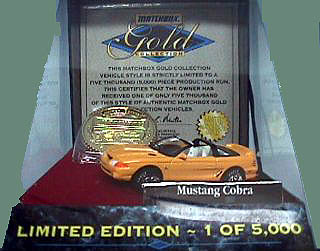 MATCHBOX
Gold
COLLECTION
THIS MATCHBOX GOLD COLLECTION
VEHICLE STYLE IS STRICTLY LIMITED TO A
FIVE THOUSAND (5,000) PIECE PRODUCTION RUN.
THIS CERTIFIES THAT THE OWNER HAS
RECEIVED ONE OF ONLY FIVE THOUSAND
OF THIS STYLE OF AUTHENTIC MATCHBOX GOLD
COLLECTION VEHICLES.
Mustang Cobra
LIMITED EDITION ~ 1 OF 5,000